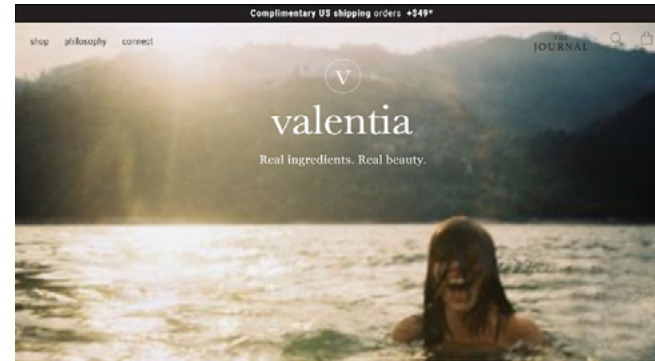 Complimentary US shipping orders +$49*
shop philosophy connect
THE
JOURNAL
V
valentia
Real ingredients. Real beauty.